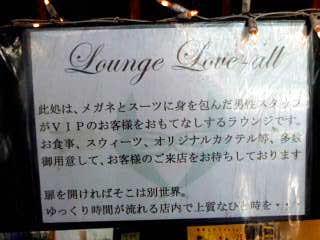 Lounge Love-all
此処は、メガネとスーツに身を包んだ男性スタッフ
がVIPのお客様をおもてなしするラウンジです。
お食事、スウィーツ、オリジナルカクテル等、多数
御用意して、お客様のご来店をお待ちしております
扉を開ければそこは別世界。
ゆっくり時間が流れる店内で上質なひと時を・・・